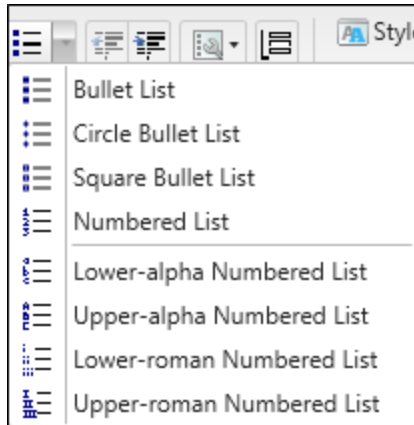 Style
Bullet List
Circle Bullet List
Square Bullet List
Numbered List
Lower-alpha Numbered List
Upper-alpha Numbered List
Lower-roman Numbered List
Upper-roman Numbered List